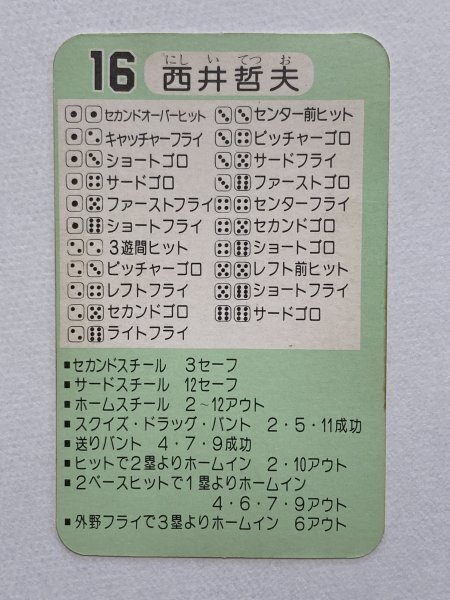 16 西井哲夫
にし い てつ お
⚀⚀セカンドオーバーヒット
⚀⚁キャッチャーフライ
⚀⚂ショートゴロ
⚀⚃サードゴロ
⚀⚄ファーストフライ
⚀⚅ショートフライ
⚁⚁3遊間ヒット
⚁⚂ピッチャーゴロ
⚁⚃レフトフライ
⚁⚄セカンドゴロ
⚁⚅ライトフライ
⚂⚂センター前ヒット
⚂⚃ピッチャーゴロ
⚂⚄サードフライ
⚂⚅ファーストゴロ
⚃⚃センターフライ
⚃⚄セカンドゴロ
⚃⚅ショートゴロ
⚄⚄レフト前ヒット
⚄⚅ショートフライ
⚅⚅サードゴロ
■セカンドスチール 3セーフ
■サードスチール 12セーフ
■ホームスチール 2~12アウト
■スクイズ・ドラッグ・バント 2・5・11成功
■送りバント 4・7・9成功
■ヒットで2塁よりホームイン 2・10アウト
■2ベースヒットで1塁よりホームイン
4・6・7・9アウト
■外野フライで3塁よりホームイン 6アウト